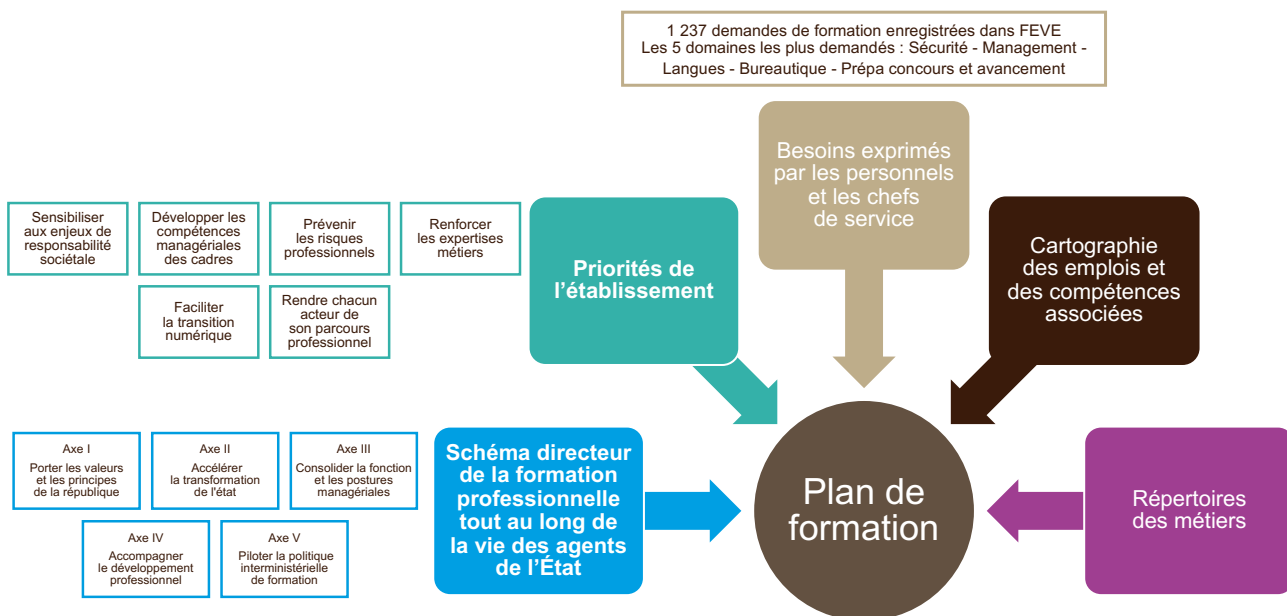 1 237 demandes de formation enregistrées dans FEVE
Les 5 domaines les plus demandés : Sécurité - Management -
Langues - Bureautique - Prépa concours et avancement
Besoins exprimés
par les personnels
et les chefs
de service
Sensibiliser
aux enjeux de
responsabilité
sociétale
Développer les
compétences
managériales
des cadres
Prévenir
les risques
professionnels
Renforcer
les expertises
métiers
Faciliter
la transition
numérique
Rendre chacun
acteur de
son parcours
professionnel
Priorités de
l’établissement
Cartographie
des emplois et
des compétences
associées
Axe I
Porter les valeurs
et les principes
de la république
Axe II
Accélérer
la transformation
de l'état
Axe III
Consolider la fonction
et les postures
managériales
Axe IV
Accompagner
le développement
professionnel
Axe V
Piloter la politique
interministérielle
de formation
Schéma directeur
de la formation
professionnelle
tout au long de
la vie des agents
de l’État
Plan de
formation
Répertoires
des métiers